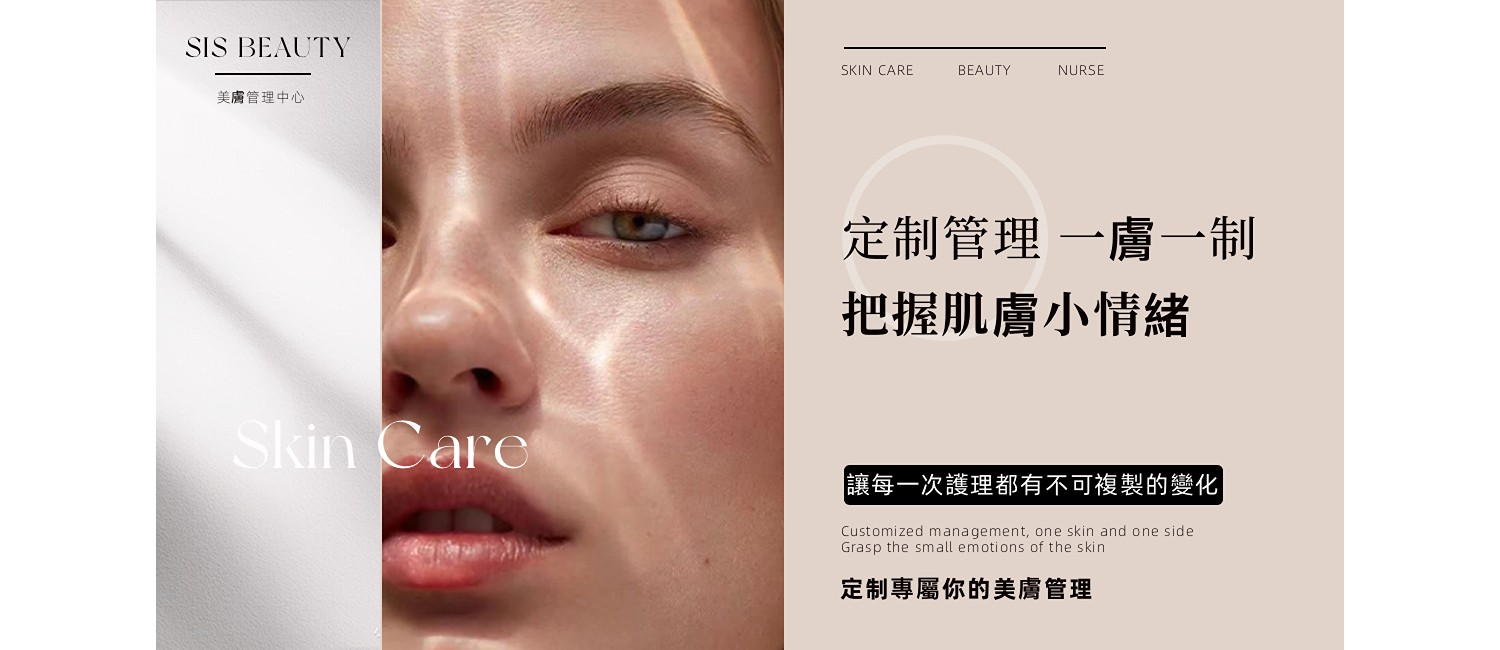 SIS BEAUTY
美膚管理中心
Skin Care
SKIN CARE BEAUTY NURSE
定制管理 一膚一制
把握肌膚小情緒
讓每一次護理都有不可複製的變化
Customized management, one skin and one side
Grasp the small emotions of the skin
定制專屬你的美膚管理